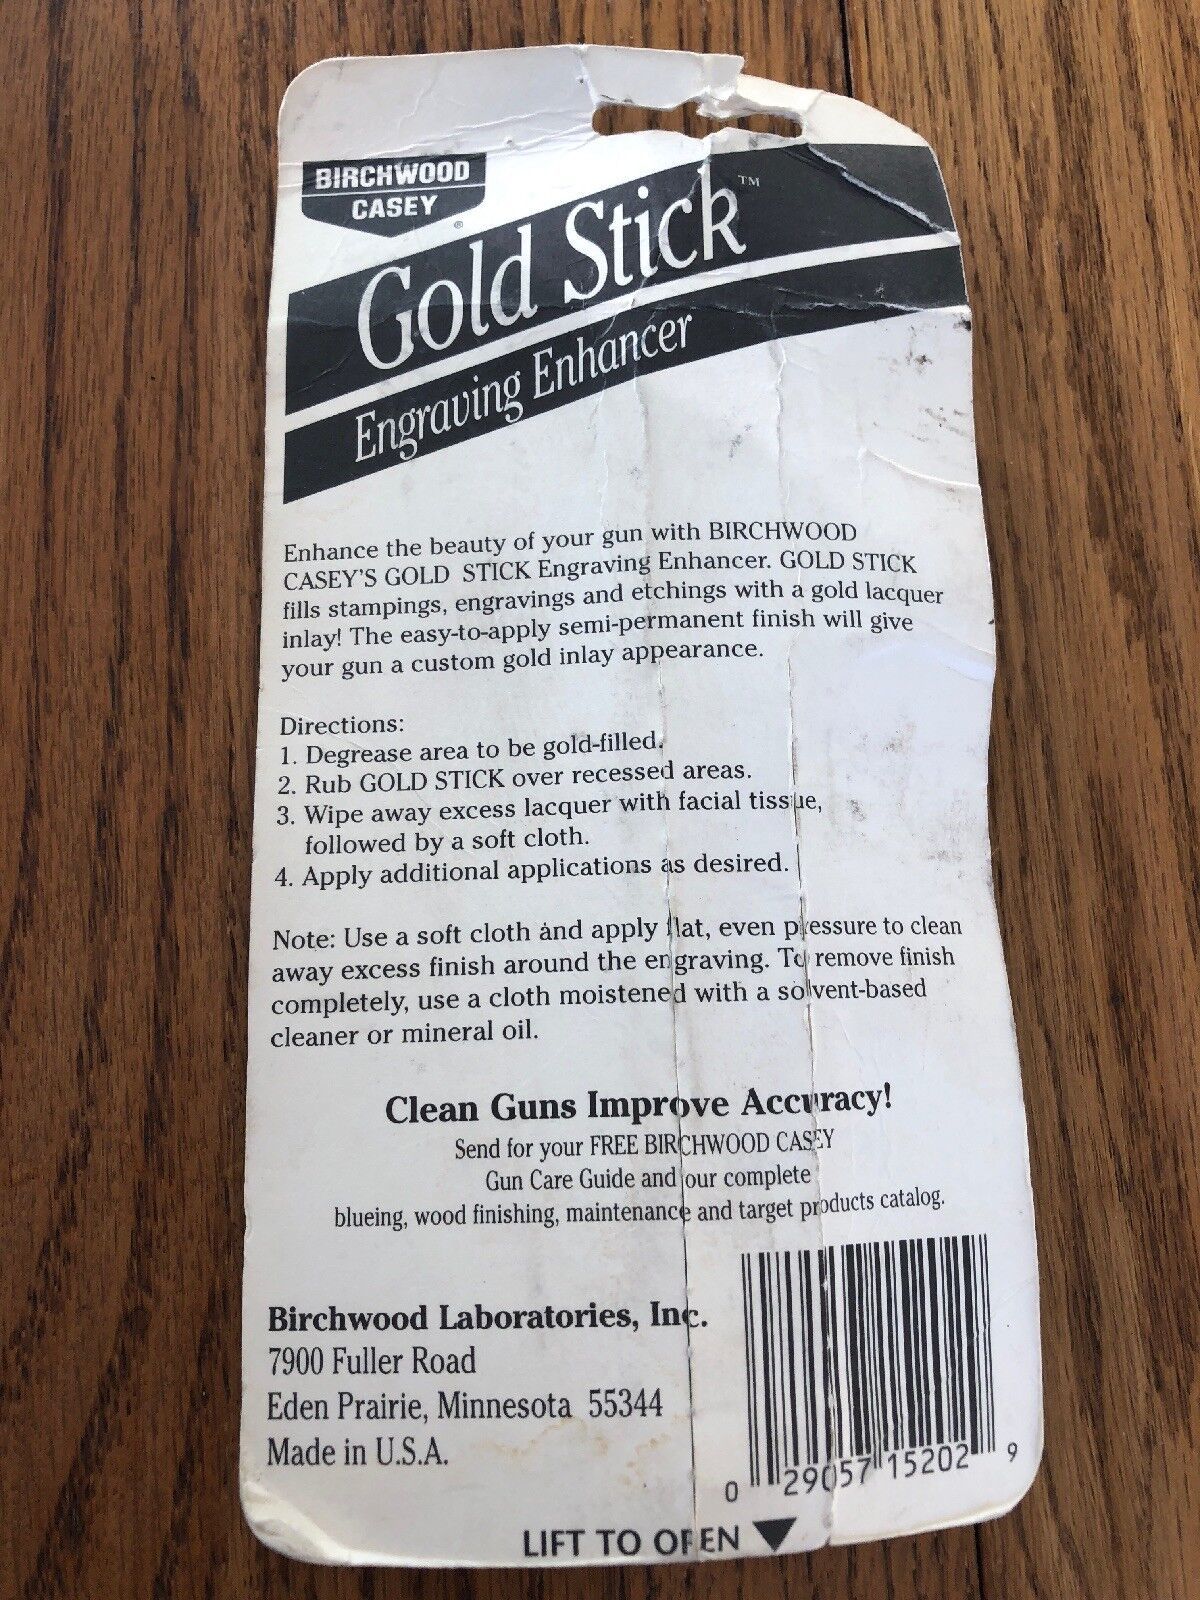 BIRCHWOOD
CASEY
®
Gold Stick™
Engraving Enhancer
Enhance the beauty of your gun with BIRCHWOOD
CASEY'S GOLD STICK Engraving Enhancer. GOLD STICK
fills stampings, engravings and etchings with a gold lacquer
inlay! The easy-to-apply semi-permanent finish will give
your gun a custom gold inlay appearance.
Directions:
1. Degrease area to be gold-filled.
2. Rub GOLD STICK over recessed areas.
3. Wipe away excess lacquer with facial tissue,
followed by a soft cloth.
4. Apply additional applications as desired.
Note: Use a soft cloth and apply flat, even pressure to clean
away excess finish around the engraving. To remove finish
completely, use a cloth moistened with a solvent-based
cleaner or mineral oil.
Clean Guns Improve Accuracy!
Send for your FREE BIRCHWOOD CASEY
Gun Care Guide and our complete
blueing, wood finishing, maintenance and target products catalog.
Birchwood Laboratories, Inc.
7900 Fuller Road
Eden Prairie, Minnesota 55344
Made in U.S.A.
0 29057 15202 9
LIFT TO OPEN ▼